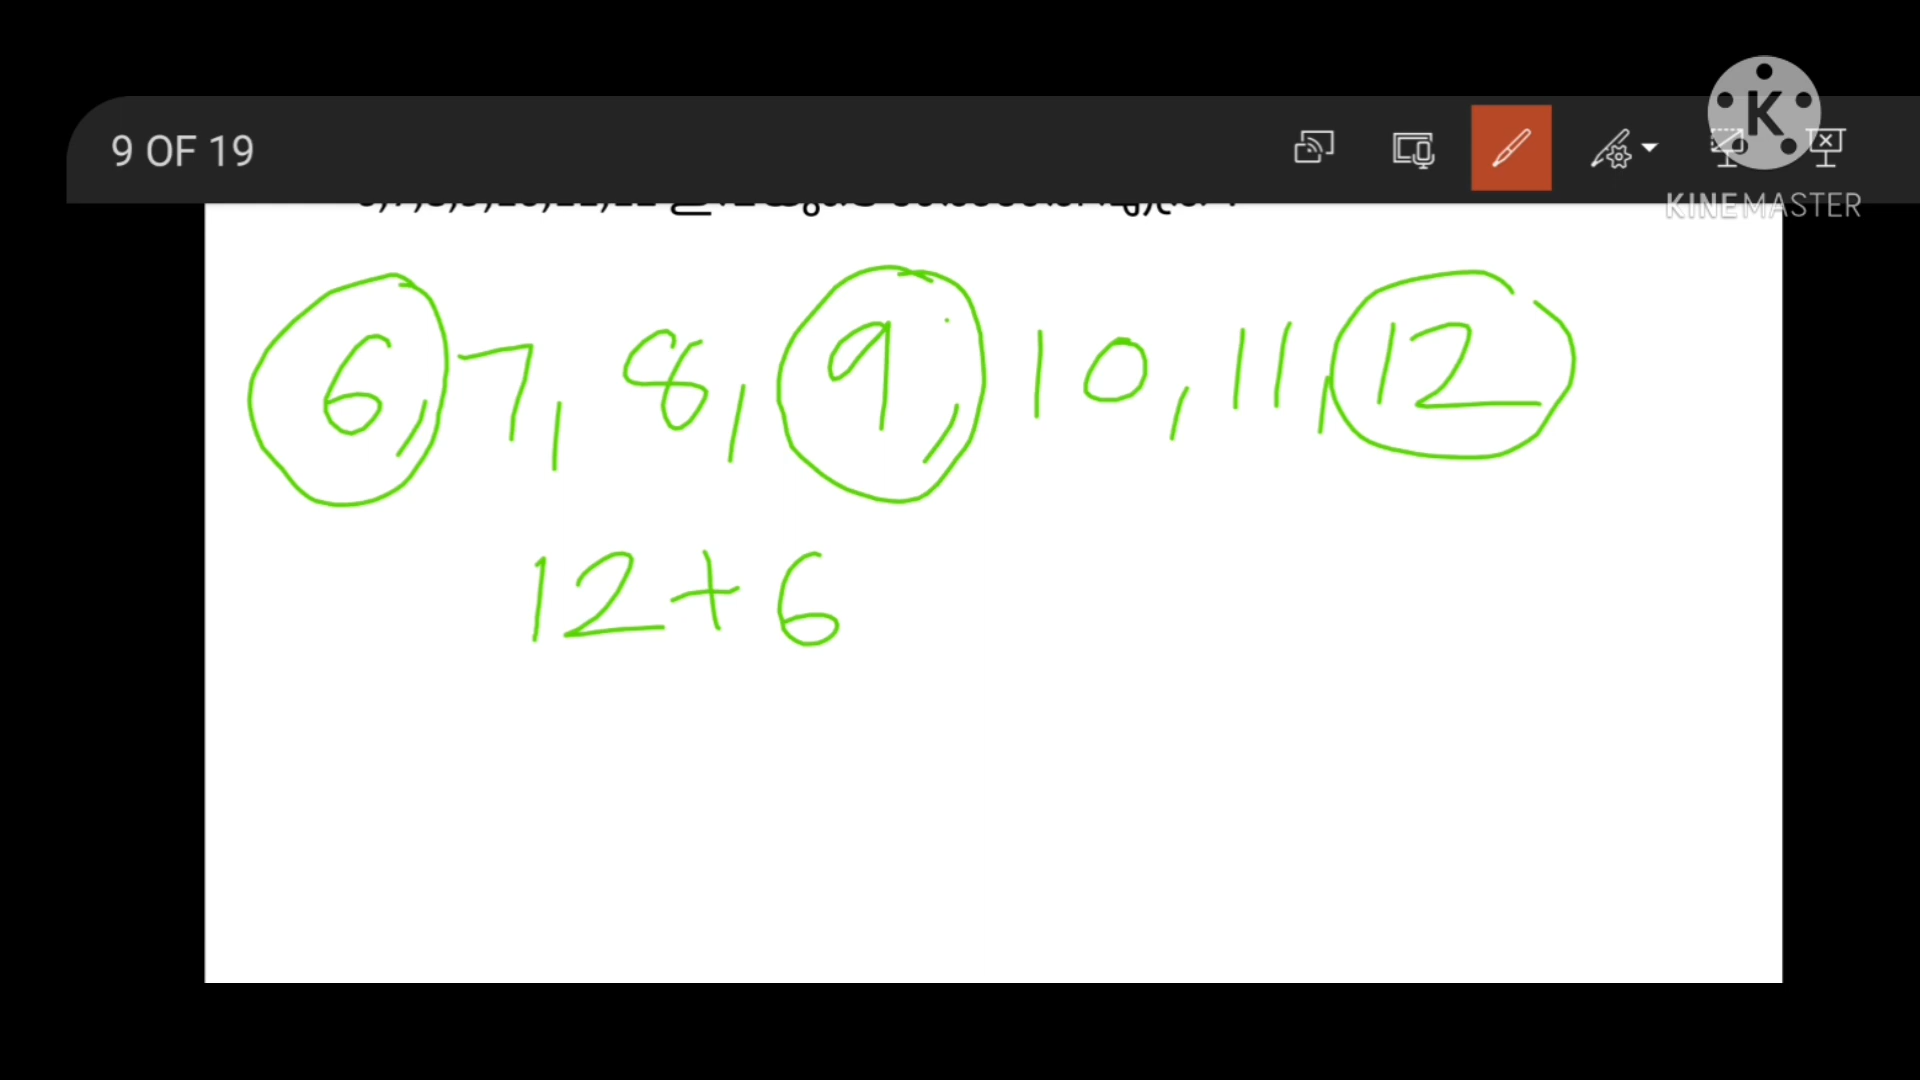 9 OF 19
K
KINEMASTER
6, 7, 8, 9, 10, 11, 12
12 + 6